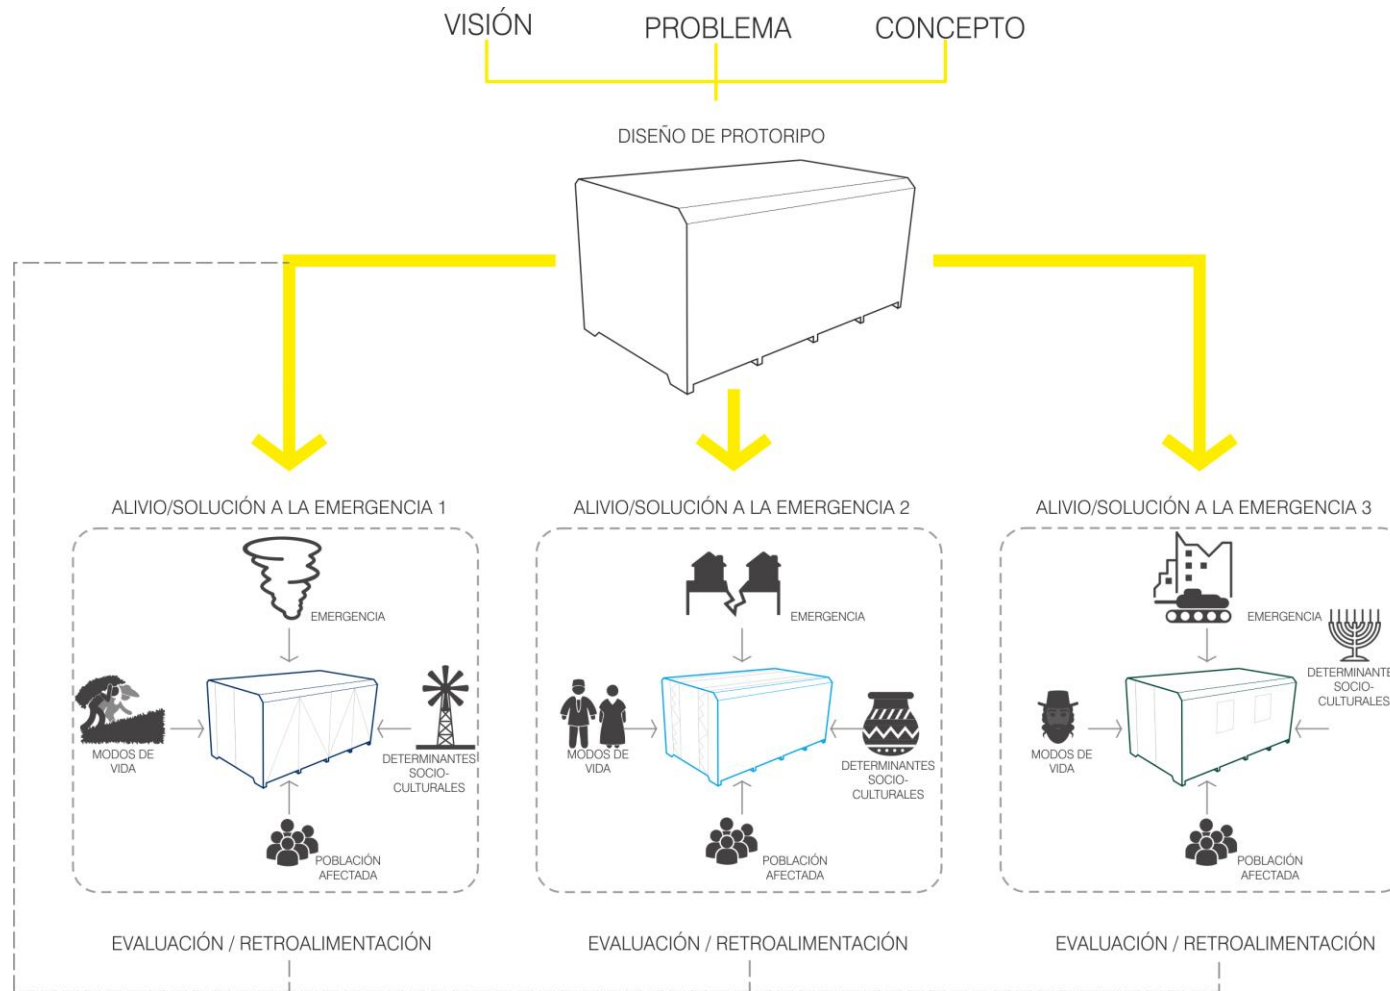 VISIÓN
PROBLEMA
CONCEPTO
DISEÑO DE PROTORIPO
ALIVIO/SOLUCIÓN A LA EMERGENCIA 1
EMERGENCIA
MODOS DE
VIDA
DETERMINANTES
SOCIO-
CULTURALES
POBLACIÓN
AFECTADA
EVALUACIÓN / RETROALIMENTACIÓN
ALIVIO/SOLUCIÓN A LA EMERGENCIA 2
EMERGENCIA
MODOS DE
VIDA
DETERMINANTES
SOCIO-
CULTURALES
POBLACIÓN
AFECTADA
EVALUACIÓN / RETROALIMENTACIÓN
ALIVIO/SOLUCIÓN A LA EMERGENCIA 3
EMERGENCIA
DETERMINANTE
SOCIO-
CULTURALES
MODOS DE
VIDA
POBLACIÓN
AFECTADA
EVALUACIÓN / RETROALIMENTACIÓN